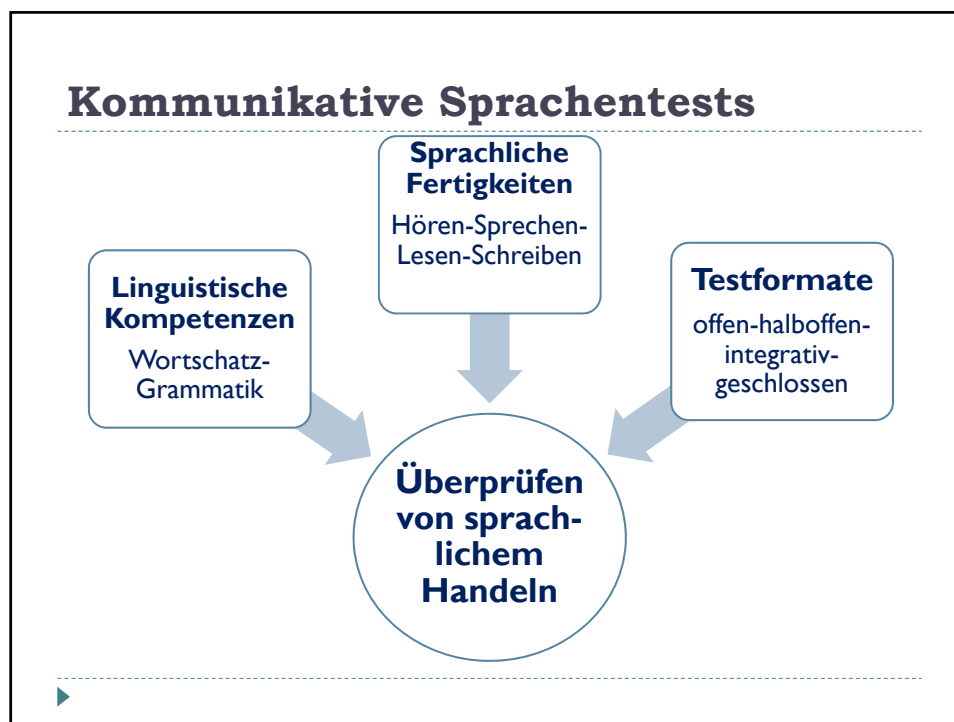 Kommunikative Sprachentests
Sprachliche
Fertigkeiten
Hören-Sprechen-
Lesen-Schreiben
Linguistische
Kompetenzen
Wortschatz-
Grammatik
Testformate
offen-halboffen-
integrativ-
geschlossen
Überprüfen
von sprach-
lichem
Handeln